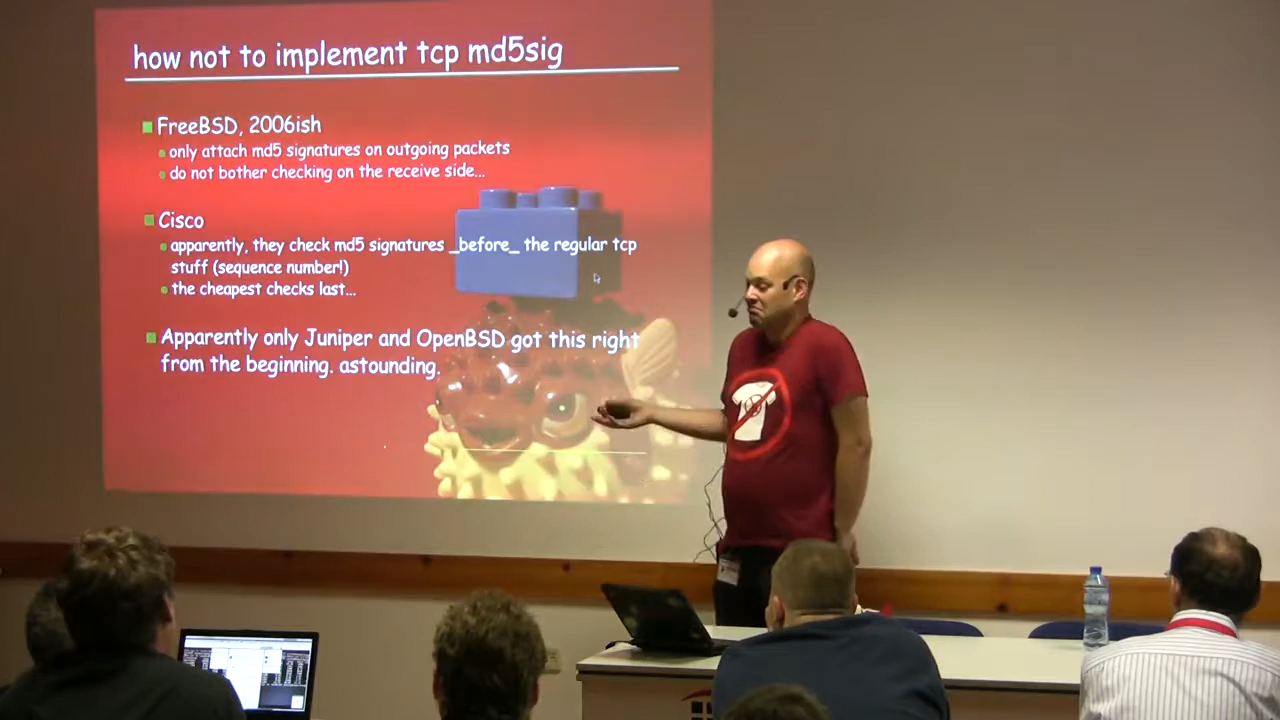 how not to implement tcp md5sig
FreeBSD, 2006ish
only attach md5 signatures on outgoing packets
do not bother checking on the receive side...
Cisco
apparently, they check md5 signatures _before_ the regular tcp
stuff (sequence number!)
the cheapest checks last...
Apparently only Juniper and OpenBSD got this right
from the beginning. astounding.